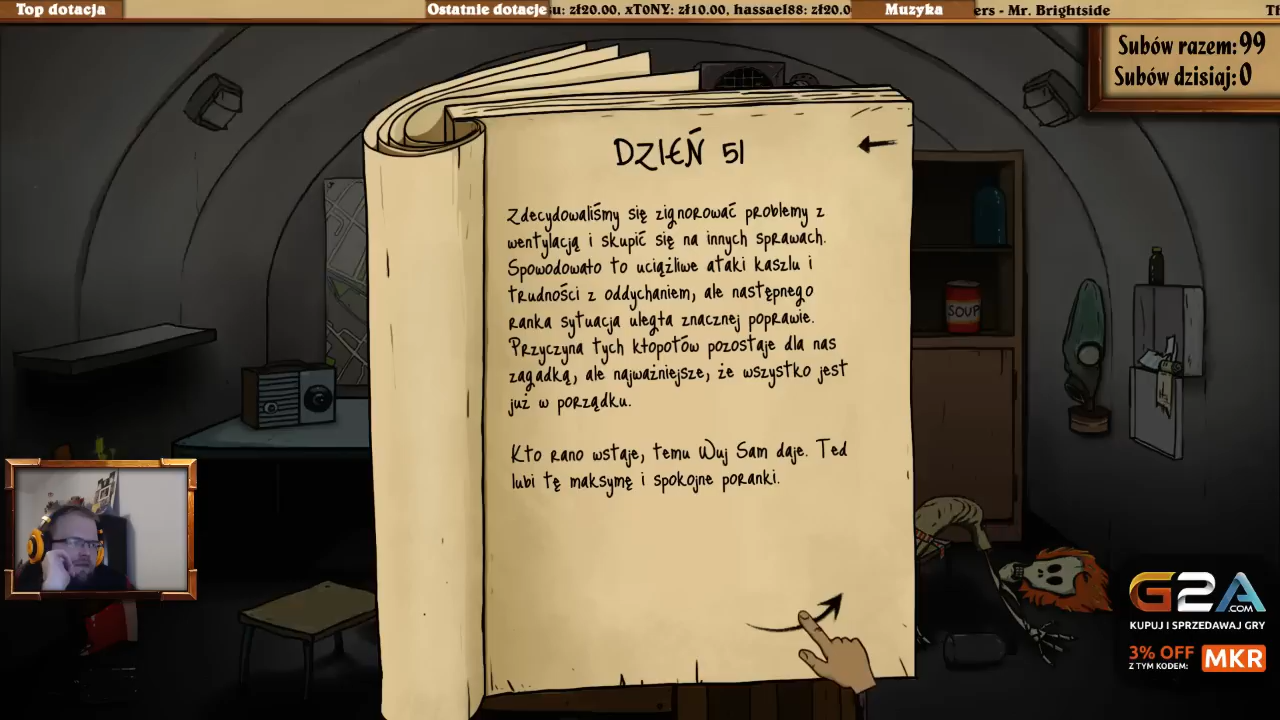 Top dotacja
Ostatnie dotacje
su: zł20.00, xT0NY: zł10.00, hassael88: zł20.0
Muzyka
ers - Mr. Brightside
Subów razem: 99
Subów dzisiaj: 0
DZIEŃ 51
Zdecydowaliśmy się zignorować problemy z
wentylacją i skupić się na innych sprawach.
Spowodowało to uciążliwe ataki kaszlu i
trudności z oddychaniem, ale następnego
ranka sytuacja uległa znacznej poprawie.
Przyczyna tych kłopotów pozostaje dla nas
zagadką, ale najważniejsze, że wszystko jest
już w porządku.
Kto rano wstaje, temu Wuj Sam daje. Ted
lubi tę maksymę i spokojne poranki.
SOUP
G2A
.COM
KUPUJ I SPRZEDAWAJ GRY
3% OFF
Z TYM KODEM:
MKR